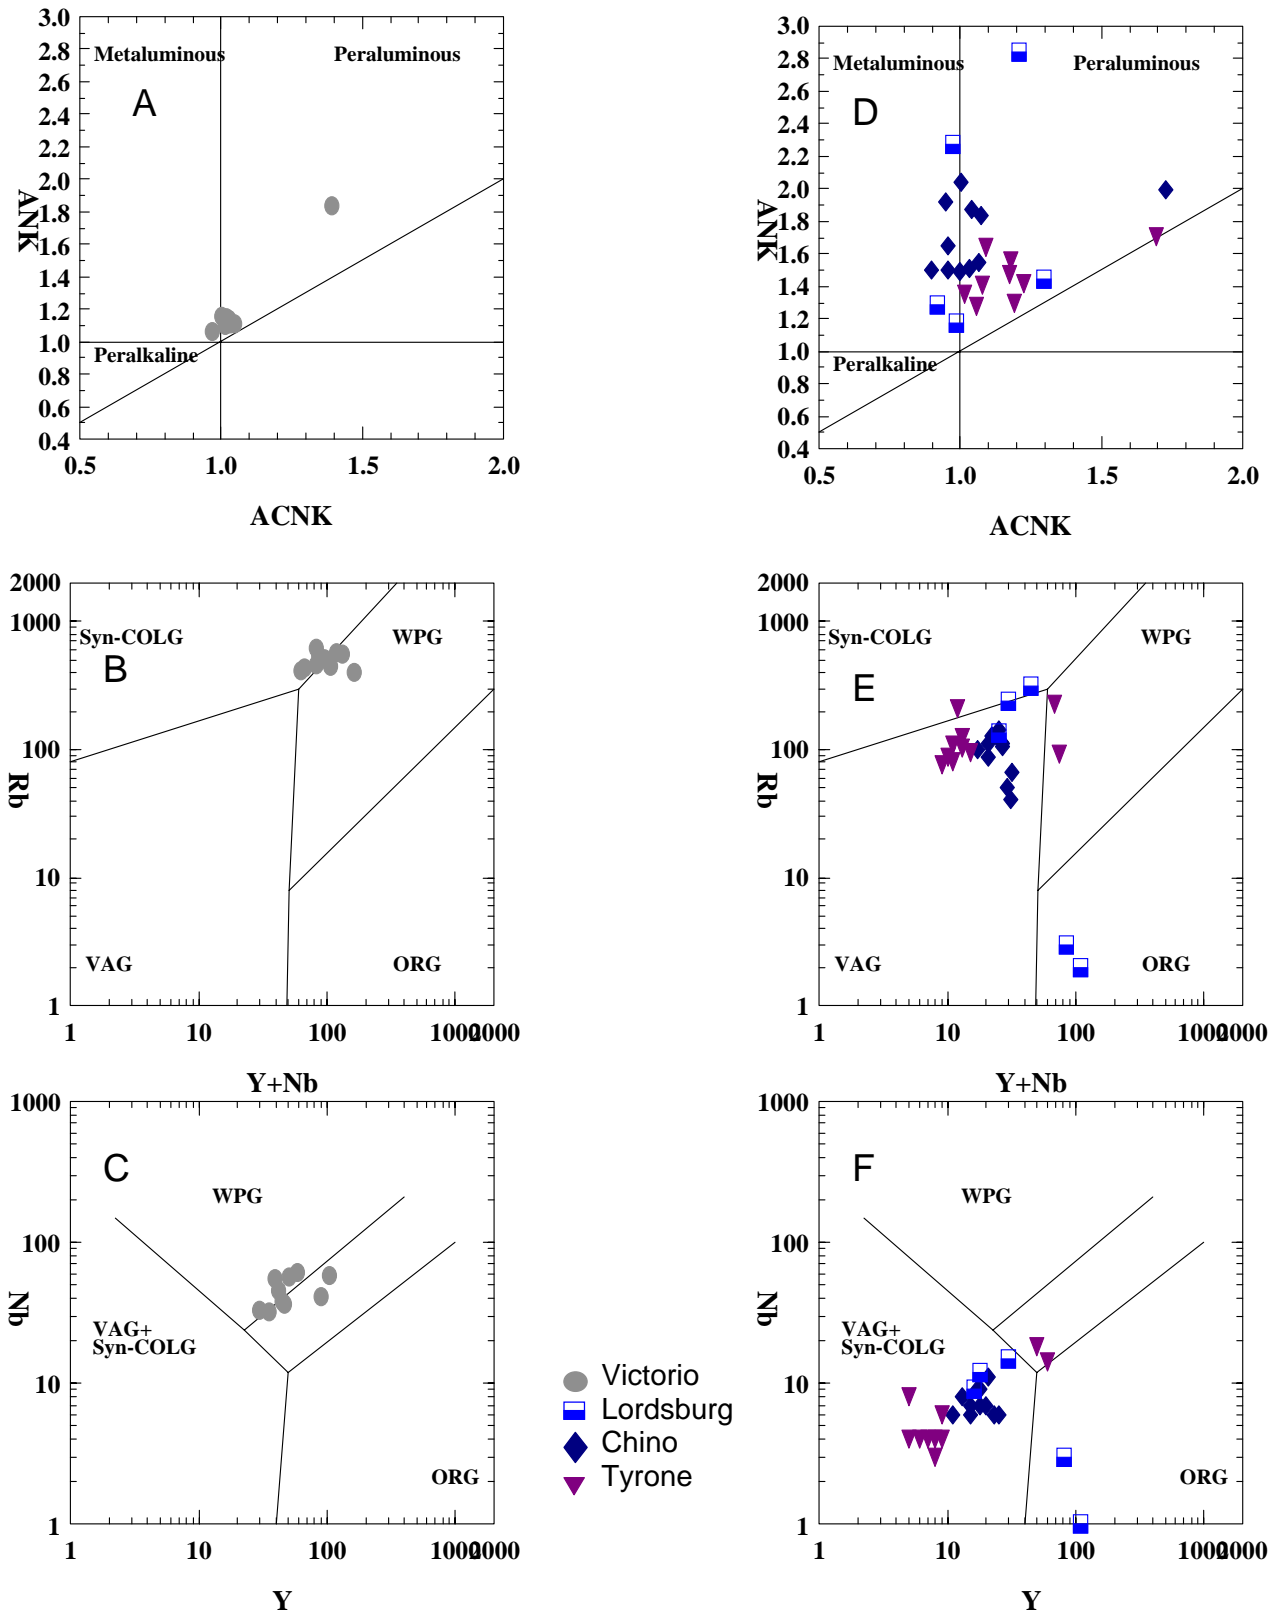 3.0
2.8
2.6
2.4
2.2
2.0
1.8
1.6
1.4
1.2
1.0
0.8
0.6
0.4
ANK
Metaluminous
Peraluminous
A
Peralkaline
0.5
1.0
1.5
2.0
ACNK
3.0
2.8
2.6
2.4
2.2
2.0
1.8
1.6
1.4
1.2
1.0
0.8
0.6
0.4
ANK
Metaluminous
Peraluminous
D
Peralkaline
0.5
1.0
1.5
2.0
ACNK
2000
1000
100
10
1
Rb
Syn-COLG
WPG
B
VAG
ORG
1
10
100
1000
2000
Y+Nb
2000
1000
100
10
1
Rb
Syn-COLG
WPG
E
VAG
ORG
1
10
100
1000
2000
Y+Nb
1000
100
10
1
Nb
C
WPG
VAG+
Syn-COLG
ORG
1
10
100
1000
2000
Y
Victorio
Lordsburg
Chino
Tyrone
1000
100
10
1
Nb
F
WPG
VAG+
Syn-COLG
ORG
1
10
100
1000
2000
Y